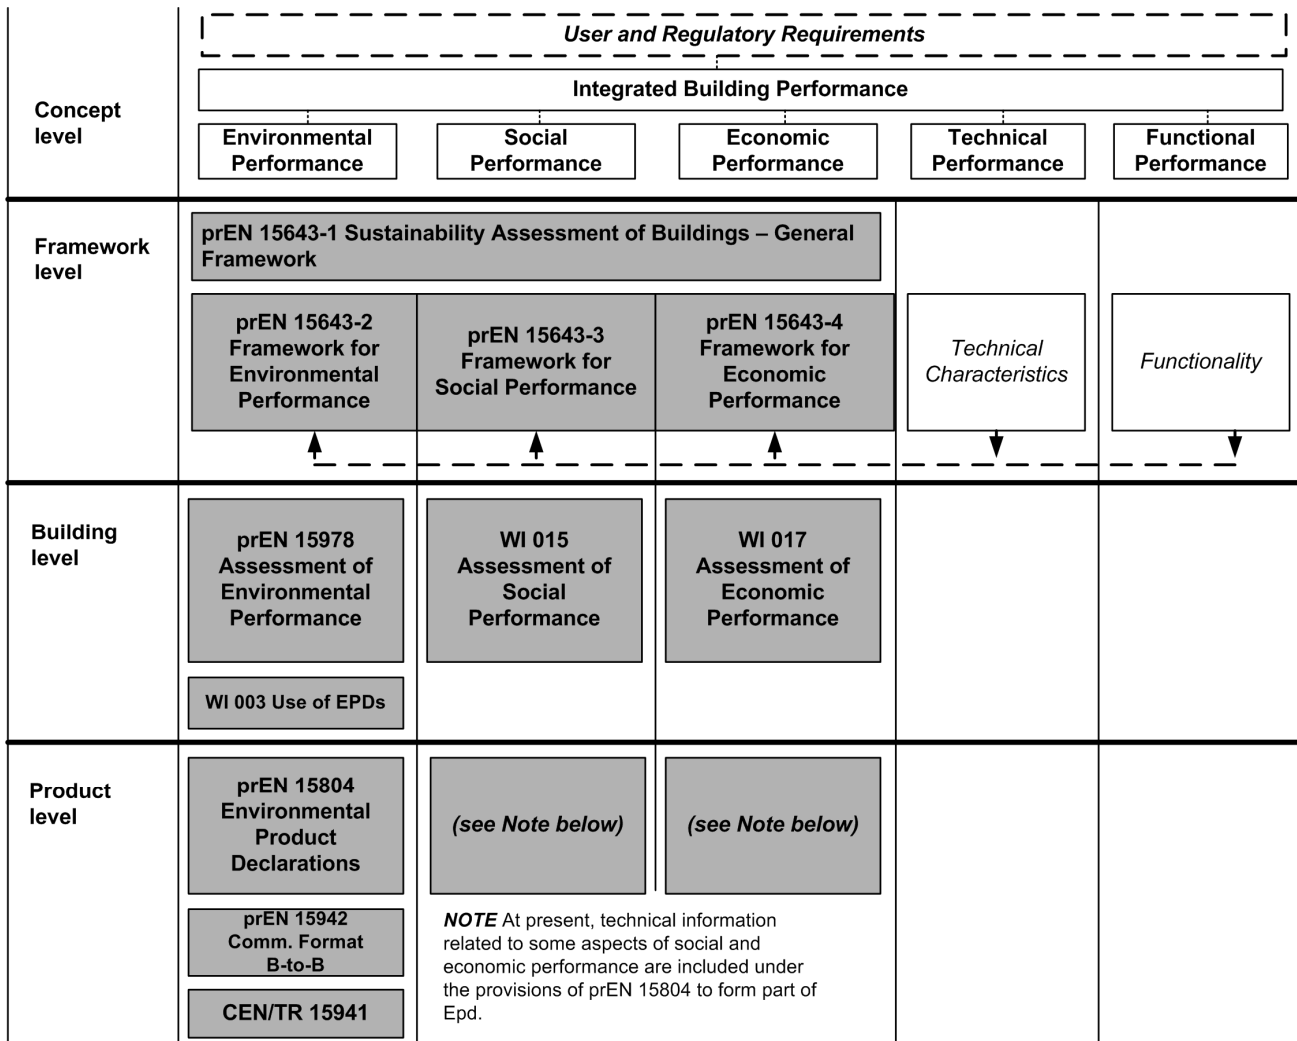 User and Regulatory Requirements
Integrated Building Performance
Concept
level
Environmental
Performance
Social
Performance
Economic
Performance
Technical
Performance
Functional
Performance
Framework
level
prEN 15643-1 Sustainability Assessment of Buildings – General
Framework
prEN 15643-2
Framework for
Environmental
Performance
prEN 15643-3
Framework for
Social Performance
prEN 15643-4
Framework for
Economic
Performance
Technical
Characteristics
Functionality
Building
level
prEN 15978
Assessment of
Environmental
Performance
WI 015
Assessment of
Social
Performance
WI 017
Assessment of
Economic
Performance
WI 003 Use of EPDs
Product
level
prEN 15804
Environmental
Product
Declarations
(see Note below)
(see Note below)
prEN 15942
Comm. Format
B-to-B
CEN/TR 15941
NOTE At present, technical information
related to some aspects of social and
economic performance are included under
the provisions of prEN 15804 to form part of
Epd.